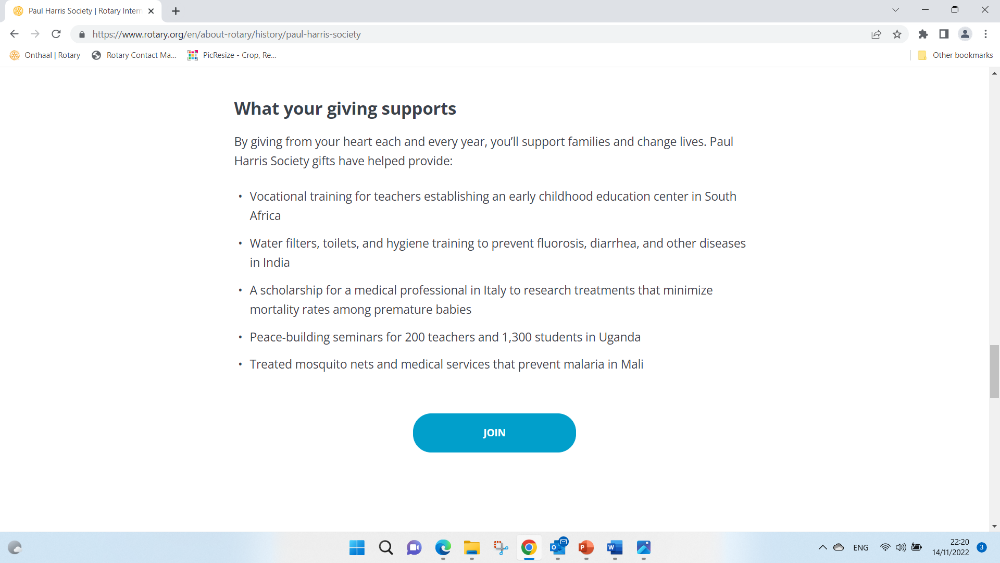 Paul Harris Society | Rotary Intern
https://www.rotary.org/en/about-rotary/history/paul-harris-society
Onthaal | Rotary
Rotary Contact Ma...
PicResize - Crop, Re...
Other bookmarks
What your giving supports
By giving from your heart each and every year, you'll support families and change lives. Paul
Harris Society gifts have helped provide:
• Vocational training for teachers establishing an early childhood education center in South
Africa
• Water filters, toilets, and hygiene training to prevent fluorosis, diarrhea, and other diseases
in India
• A scholarship for a medical professional in Italy to research treatments that minimize
mortality rates among premature babies
• Peace-building seminars for 200 teachers and 1,300 students in Uganda
• Treated mosquito nets and medical services that prevent malaria in Mali
JOIN
ENG
22:20
14/11/2022
3